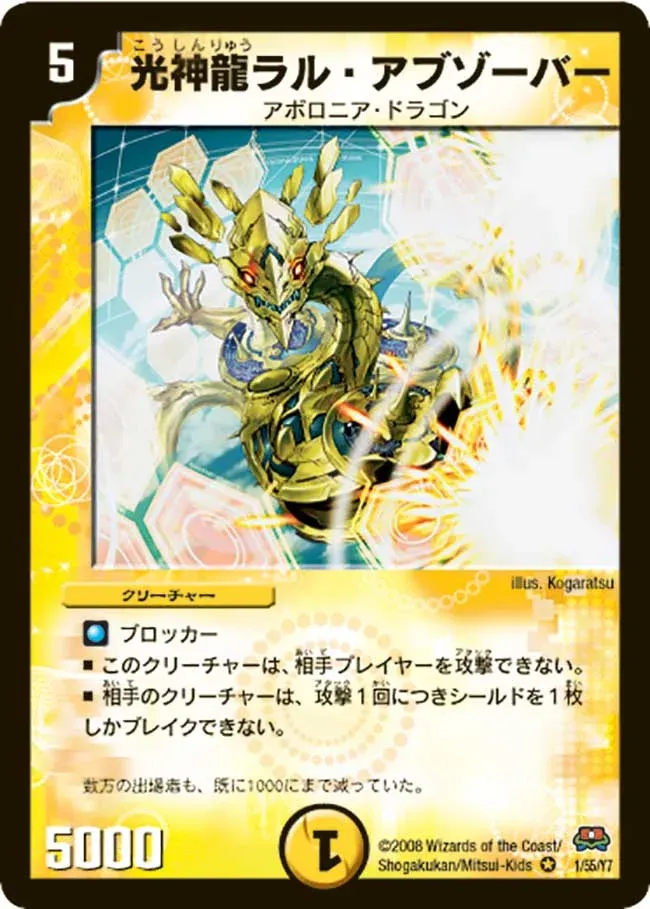 5
こうしんりゅう
光神龍ラル・アブゾーバー
アポロニア・ドラゴン
illus. Kogaratsu
クリーチャー
ブロッカー
■ このクリーチャーは、相手プレイヤーを攻撃できない。
■ 相手のクリーチャーは、攻撃1回につきシールドを1枚
しかブレイクできない。
数万の出場者も、既に1000にまで減っていた。
5000
1
©2008 Wizards of the Coast/
Shogakukan/Mitsui-Kids
1/55/Y7